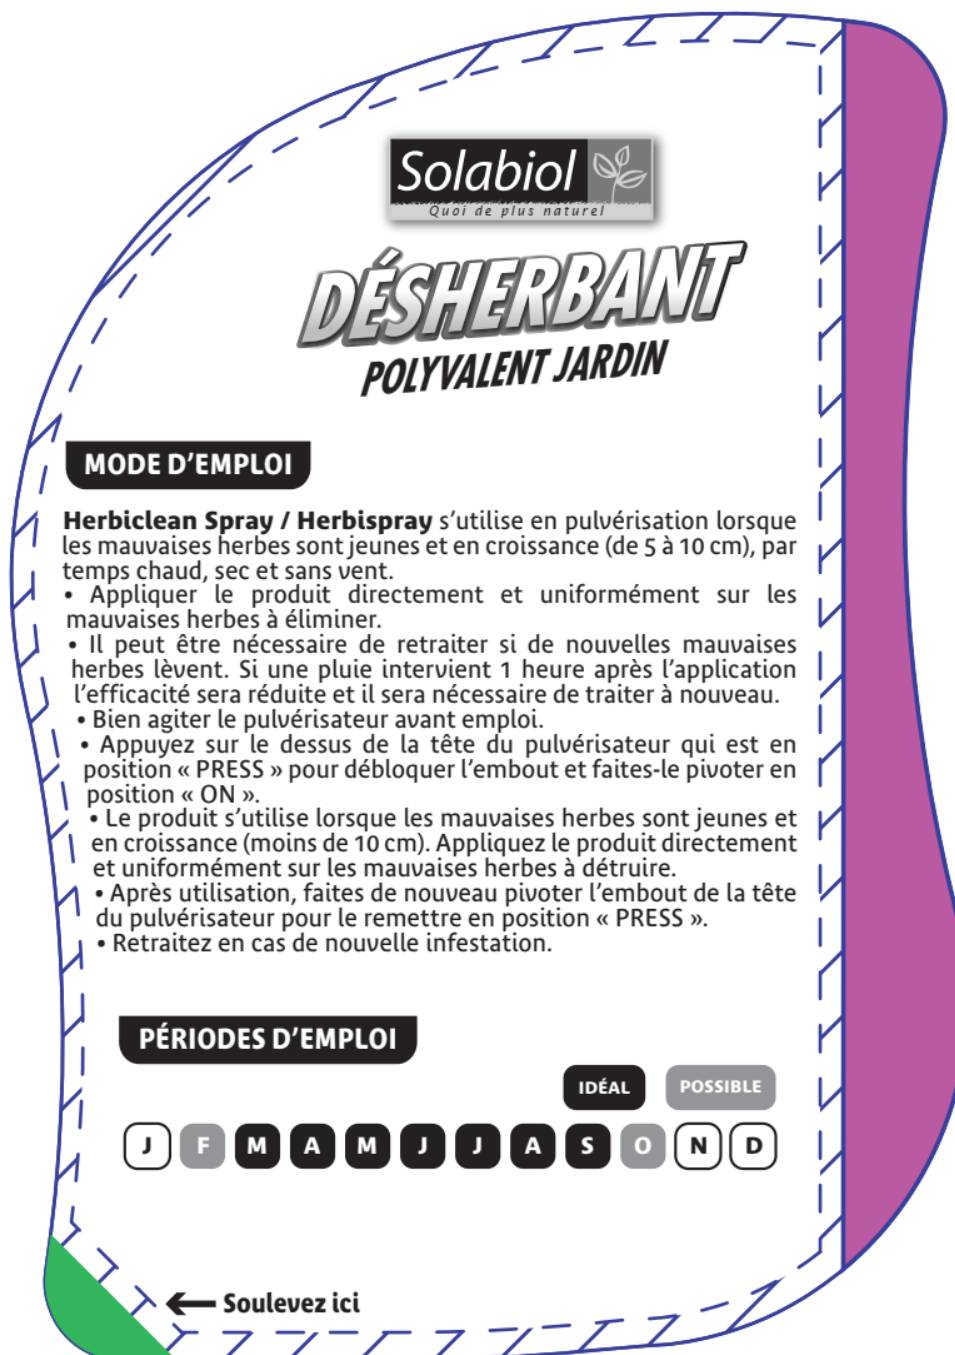 Solabiol
Quoi de plus naturel
DÉSHERBANT
POLYVALENT JARDIN
MODE D’EMPLOI
Herbiclean Spray / Herbispray s’utilise en pulvérisation lorsque
les mauvaises herbes sont jeunes et en croissance (de 5 à 10 cm), par
temps chaud, sec et sans vent.
• Appliquer le produit directement et uniformément sur les
mauvaises herbes à éliminer.
• Il peut être nécessaire de retraiter si de nouvelles mauvaises
herbes lèvent. Si une pluie intervient 1 heure après l’application
l’efficacité sera réduite et il sera nécessaire de traiter à nouveau.
• Bien agiter le pulvérisateur avant emploi.
• Appuyez sur le dessus de la tête du pulvérisateur qui est en
position « PRESS » pour débloquer l’embout et faites-le pivoter en
position « ON ».
• Le produit s’utilise lorsque les mauvaises herbes sont jeunes et
en croissance (moins de 10 cm). Appliquez le produit directement
et uniformément sur les mauvaises herbes à détruire.
• Après utilisation, faites de nouveau pivoter l’embout de la tête
du pulvérisateur pour le remettre en position « PRESS ».
• Retraitez en cas de nouvelle infestation.
PÉRIODES D’EMPLOI
IDÉAL POSSIBLE
J F M A M J J A S O N D
Soulevez ici